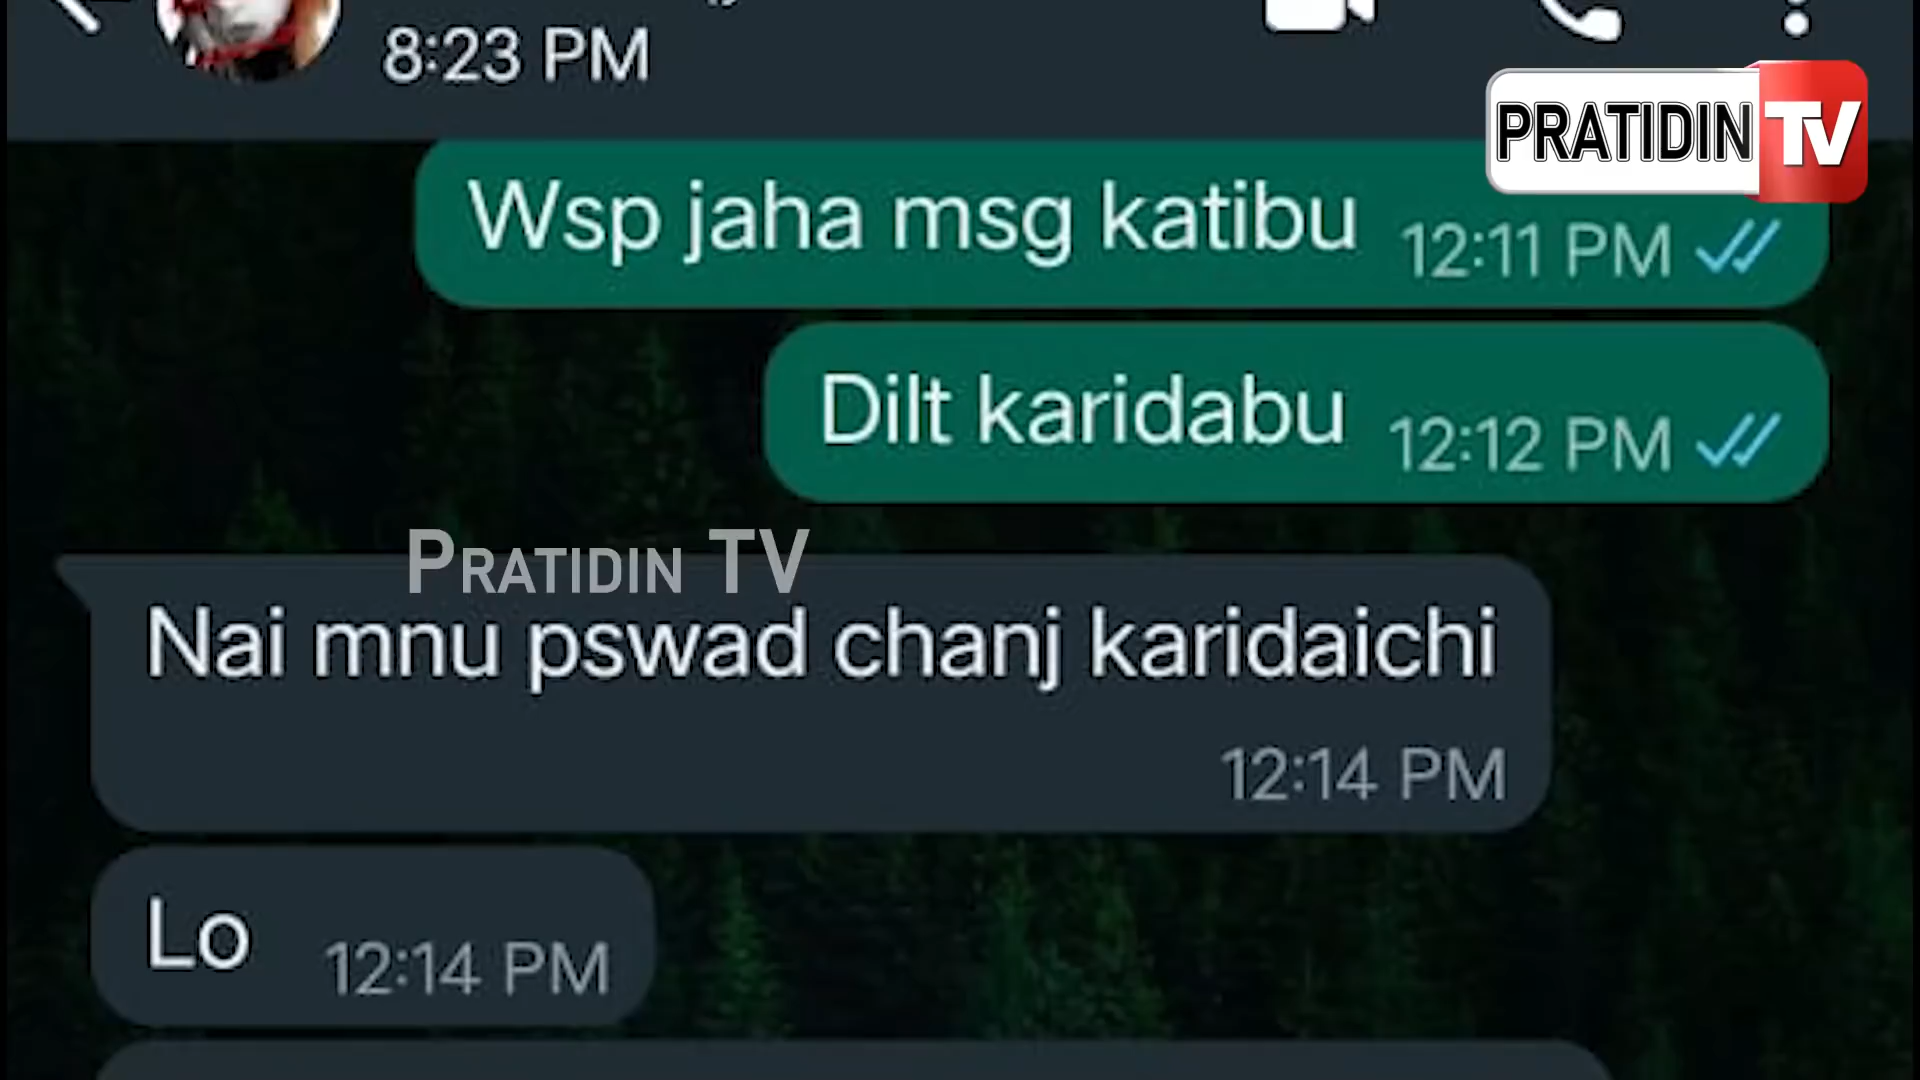 8:23 PM
PRATIDIN TV
Wsp jaha msg katibu 12:11 PM
Dilt karidabu 12:12 PM
PRATIDIN TV
Nai mnu pswad chanj karidaichi
12:14 PM
Lo 12:14 PM